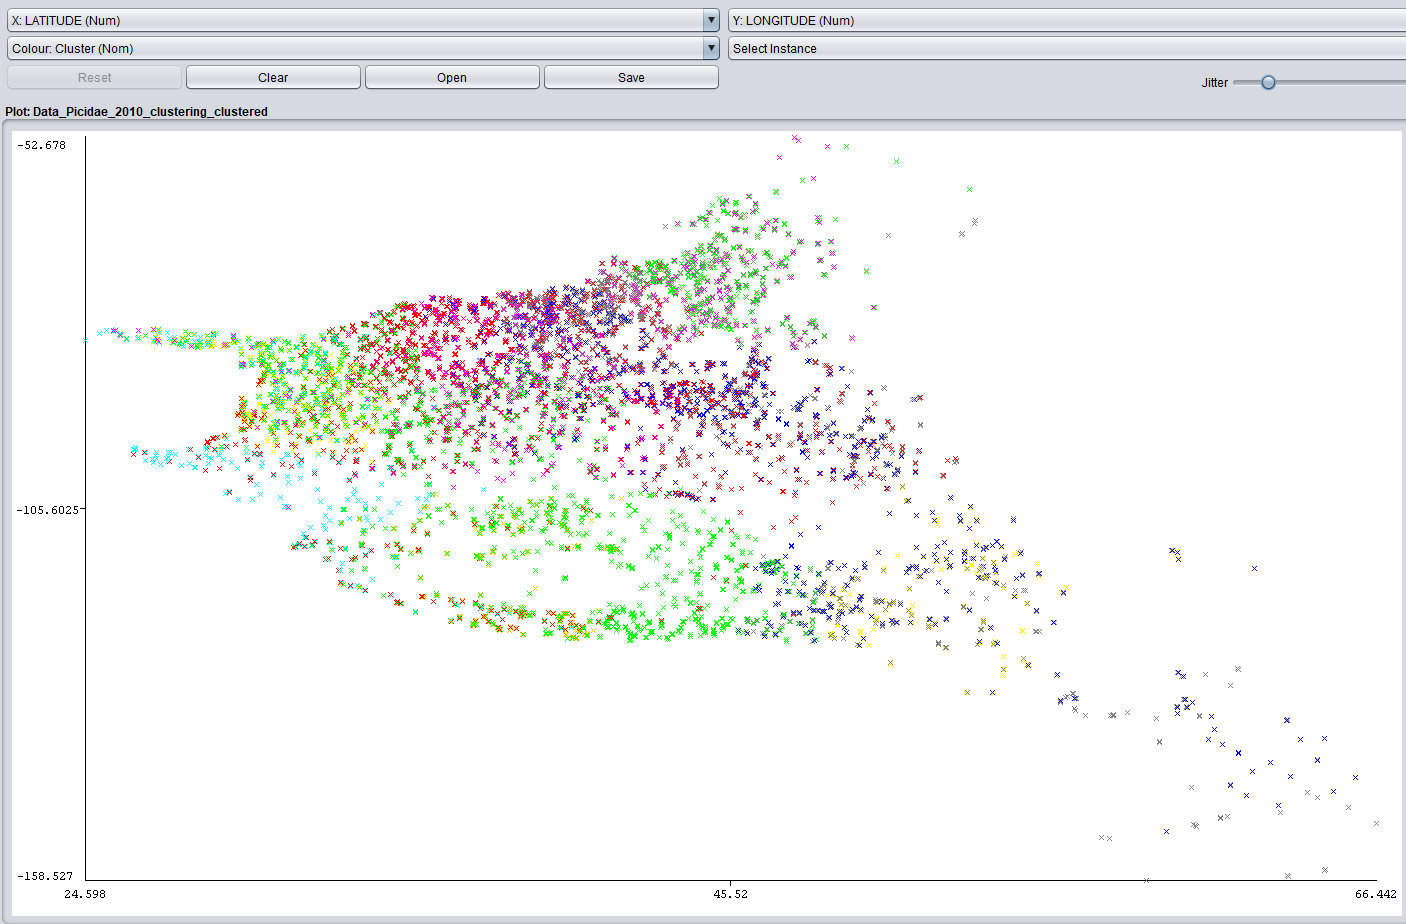 X: LATITUDE (Num)
Y: LONGITUDE (Num)
Colour: Cluster (Nom)
Select Instance
Reset
Clear
Open
Save
Jitter
Plot: Data_Picidae_2010_clustering_clustered
-52.678
-105.6025
-158.527
24.598
45.52
66.442